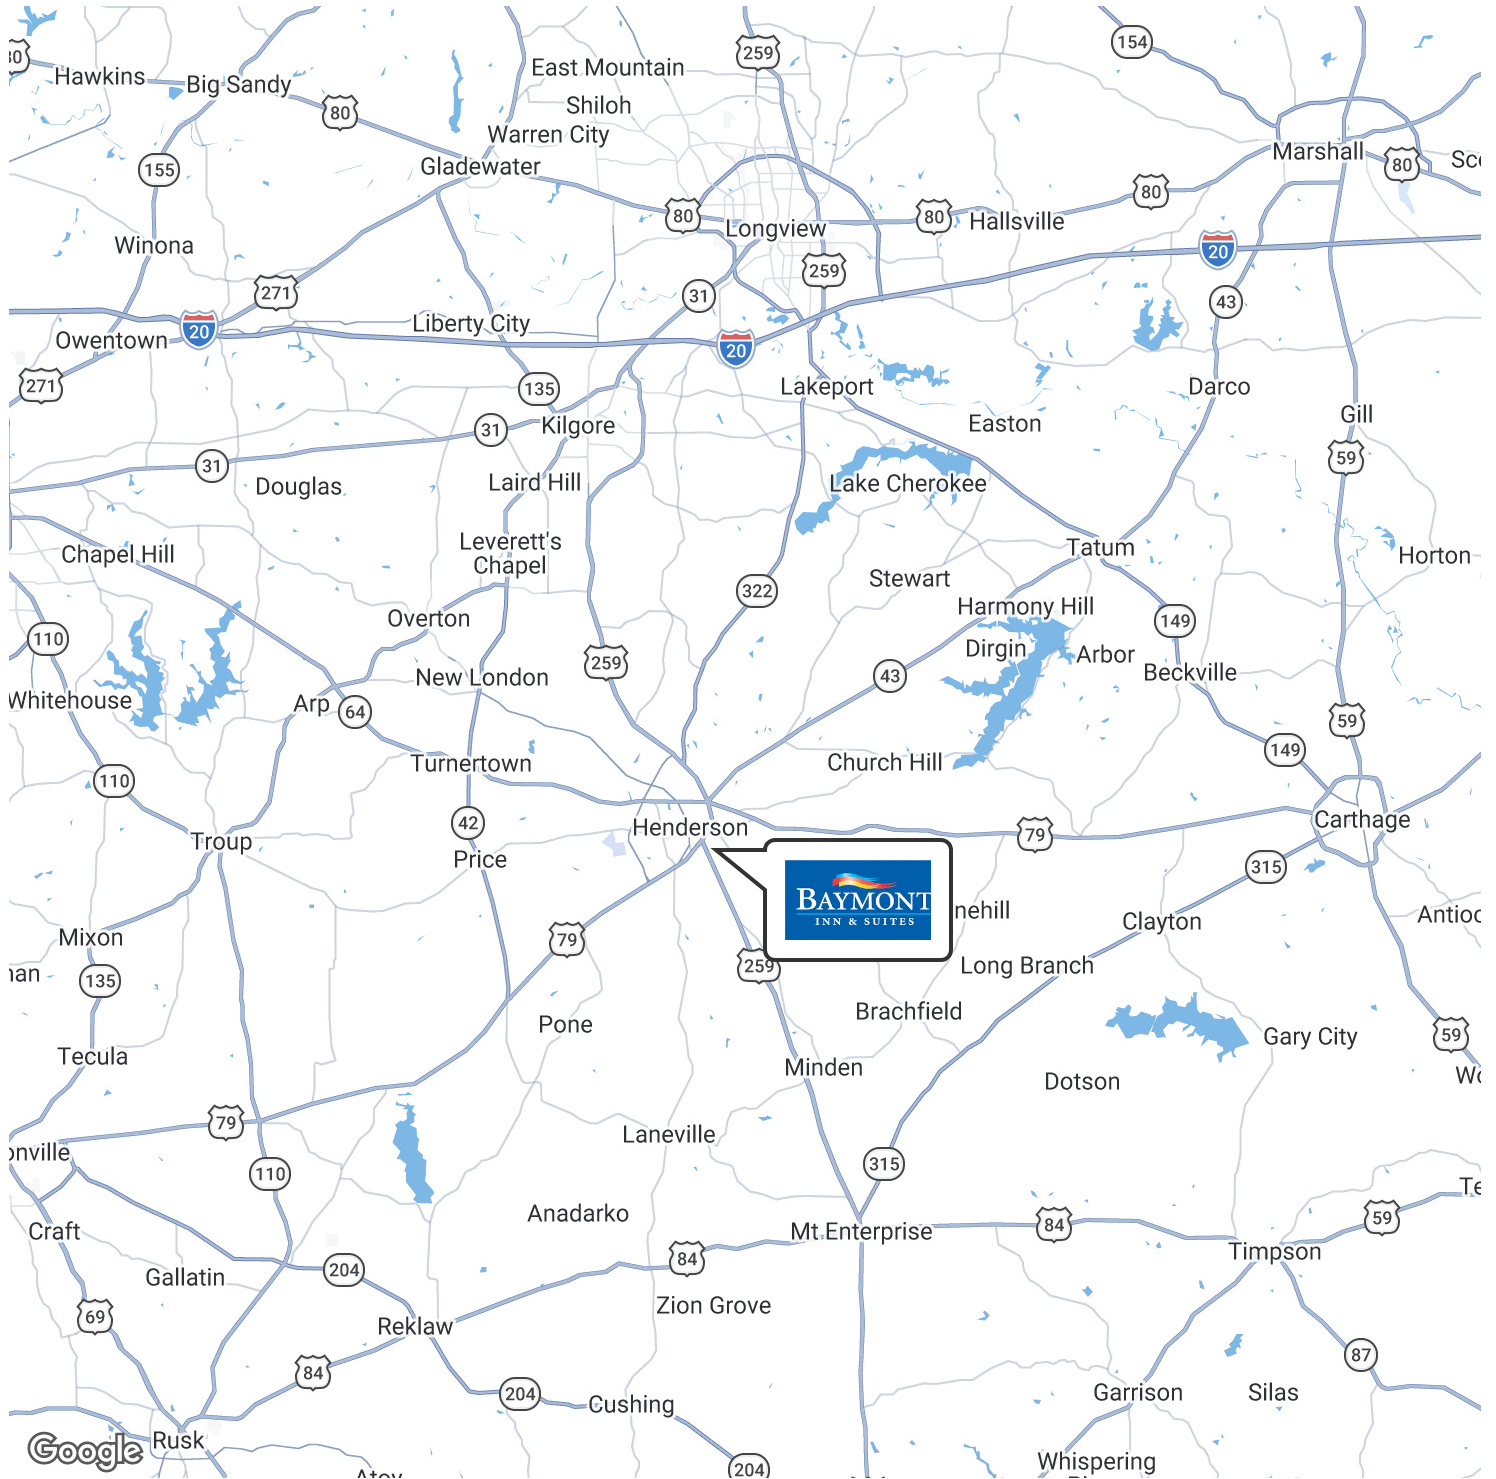 154
259
East Mountain
80
Hawkins
Big Sandy
Shiloh
80
Warren City
Marshall
80
Gladewater
155
80
80
80
Hallsville
Longview
Winona
20
259
271
31
43
Liberty City
20
Owentown
20
271
135
Lakeport
Darco
Gill
Easton
Kilgore
31
59
31
Laird Hill
Lake Cherokee
Douglas
Leverett's
Chapel
Tatum
Chapel Hill
Horton
Stewart
322
Harmony Hill
Overton
149
110
Dirgin
Arbor
259
Beckville
New London
43
Whitehouse
Arp
64
59
149
Church Hill
Turnertown
110
Carthage
42
Henderson
79
Troup
Price
315
BAYMONT
INN & SUITES
nehill
Clayton
Mixon
79
259
Long Branch
135
Brachfield
Pone
Gary City
59
Tecula
Minden
Dotson
79
Laneville
onville
315
110
Anadarko
59
Craft
Mt Enterprise
84
Timpson
84
204
Gallatin
Zion Grove
69
Reklaw
87
84
204
Garrison
Silas
Cushing
Rusk
Google
Whispering
204